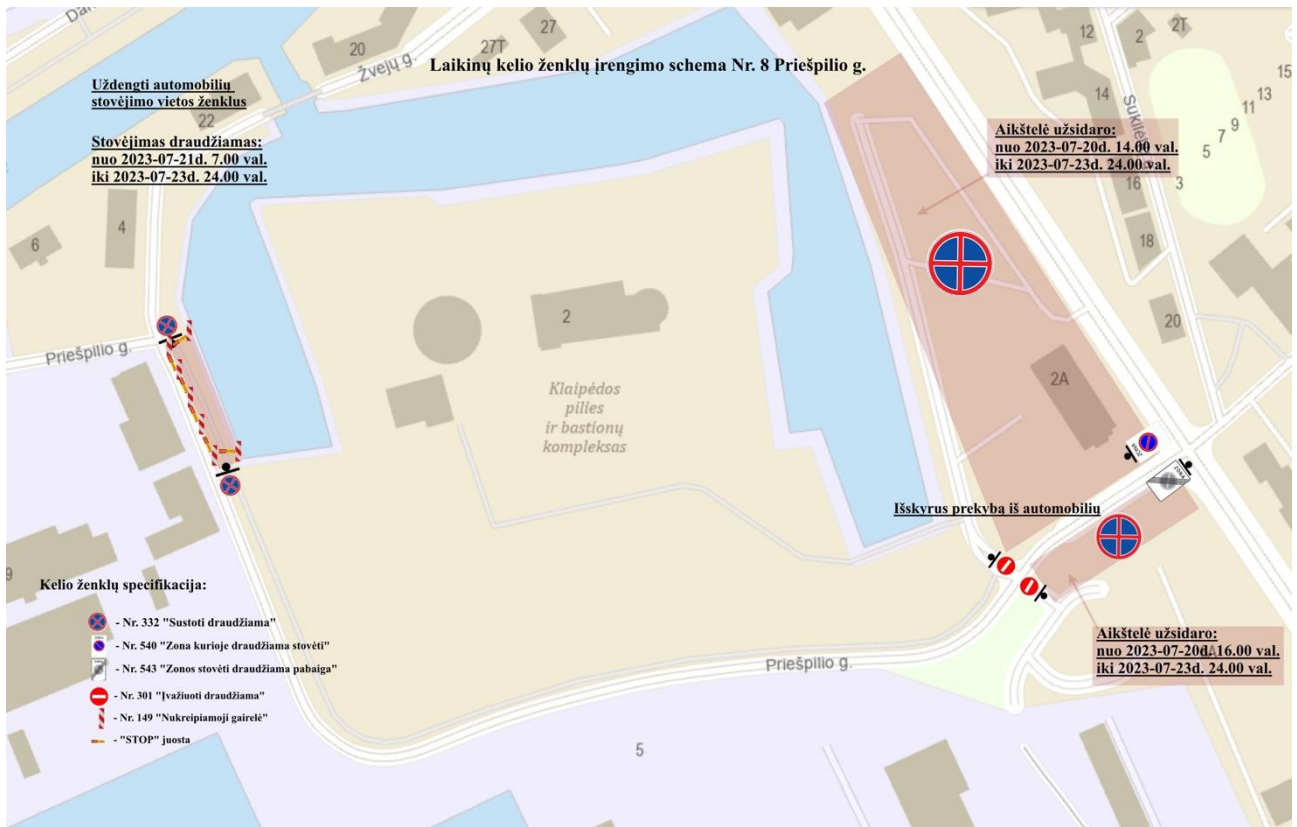 Laikinų kelio ženklų įrengimo schema Nr. 8 Priešpilio g.
Uždengti automobilių
stovėjimo vietos ženklus
Stovėjimas draudžiamas:
nuo 2023-07-21d. 7.00 val.
iki 2023-07-23d. 24.00 val.
Aikštelė užsidaro:
nuo 2023-07-20d. 14.00 val.
iki 2023-07-23d. 24.00 val.
Žvejų g.
20
27T
27
22
12
2
2T
14
15
13
11
9
7
5
3
16
18
20
4
6
Priešpilio g.
2
2A
Klaipėdos
pilies
ir bastionų
kompleksas
ZONA
Išskyrus prekybą iš automobilių
Aikštelė užsidaro:
nuo 2023-07-20d. 16.00 val.
iki 2023-07-23d. 24.00 val.
Priešpilio g.
5
9
Kelio ženklų specifikacija:
- Nr. 332 "Sustoti draudžiama"
- Nr. 540 "Zona kurioje draudžiama stovėti"
- Nr. 543 "Zonos stovėti draudžiama pabaiga"
- Nr. 301 "Įvažiuoti draudžiama"
- Nr. 149 "Nukreipiamoji gairelė"
- "STOP" juosta